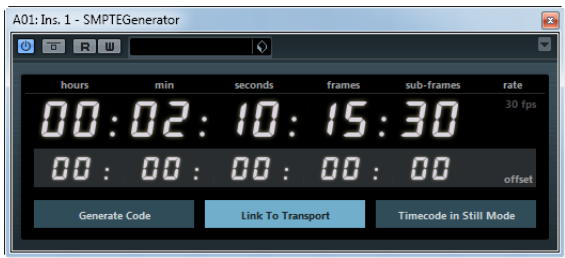 A01: Ins. 1 - SMPTEGenerator
R W
hours min seconds frames sub-frames rate
00:02:10:15:30 30 fps
00: 00: 00: 00: 00 offset
Generate Code Link To Transport Timecode in Still Mode